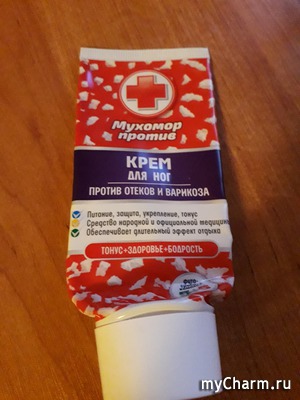 Мухомор
против
КРЕМ
ДЛЯ НОГ
ПРОТИВ ОТЕКОВ И ВАРИКОЗА
Питание, защита, укрепление, тонус
Средство народной и официальной медицины
Обеспечивает длительный эффект отдыха
ТОНУС+ЗДОРОВЬЕ+БОДРОСТЬ
myCharm.ru